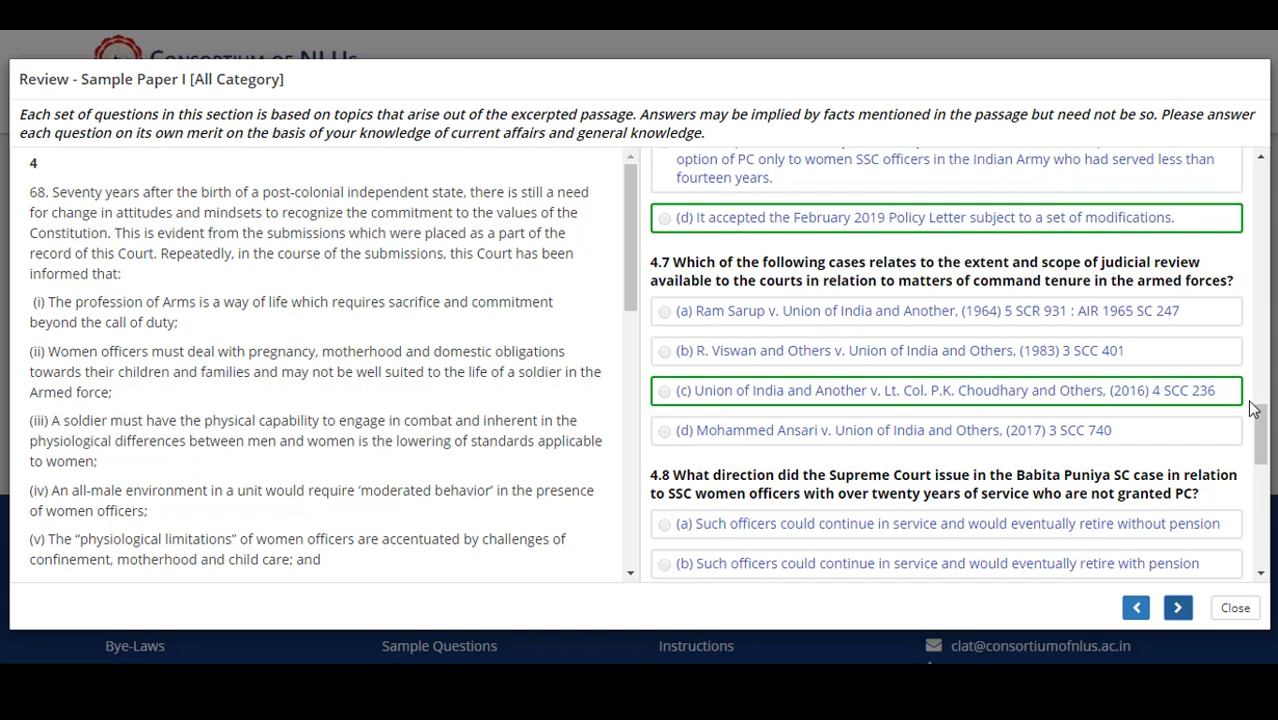 CONSORTIUM OF NLUS
Review - Sample Paper I [All Category]
Each set of questions in this section is based on topics that arise out of the excerpted passage. Answers may be implied by facts mentioned in the passage but need not be so. Please answer
each question on its own merit on the basis of your knowledge of current affairs and general knowledge.
4
68. Seventy years after the birth of a post-colonial independent state, there is still a need
for change in attitudes and mindsets to recognize the commitment to the values of the
Constitution. This is evident from the submissions which were placed as a part of the
record of this Court. Repeatedly, in the course of the submissions, this Court has been
informed that:
(i) The profession of Arms is a way of life which requires sacrifice and commitment
beyond the call of duty;
(ii) Women officers must deal with pregnancy, motherhood and domestic obligations
towards their children and families and may not be well suited to the life of a soldier in the
Armed force;
(iii) A soldier must have the physical capability to engage in combat and inherent in the
physiological differences between men and women is the lowering of standards applicable
to women;
(iv) An all-male environment in a unit would require ‘moderated behavior’ in the presence
of women officers;
(v) The “physiological limitations” of women officers are accentuated by challenges of
confinement, motherhood and child care; and
option of PC only to women SSC officers in the Indian Army who had served less than
fourteen years.
(d) It accepted the February 2019 Policy Letter subject to a set of modifications.
4.7 Which of the following cases relates to the extent and scope of judicial review
available to the courts in relation to matters of command tenure in the armed forces?
(a) Ram Sarup v. Union of India and Another, (1964) 5 SCR 931 : AIR 1965 SC 247
(b) R. Viswan and Others v. Union of India and Others, (1983) 3 SCC 401
(c) Union of India and Another v. Lt. Col. P.K. Choudhary and Others, (2016) 4 SCC 236
(d) Mohammed Ansari v. Union of India and Others, (2017) 3 SCC 740
4.8 What direction did the Supreme Court issue in the Babita Puniya SC case in relation
to SSC women officers with over twenty years of service who are not granted PC?
(a) Such officers could continue in service and would eventually retire without pension
(b) Such officers could continue in service and would eventually retire with pension
Close
Bye-Laws
Sample Questions
Instructions
clat@consortiumofnlus.ac.in